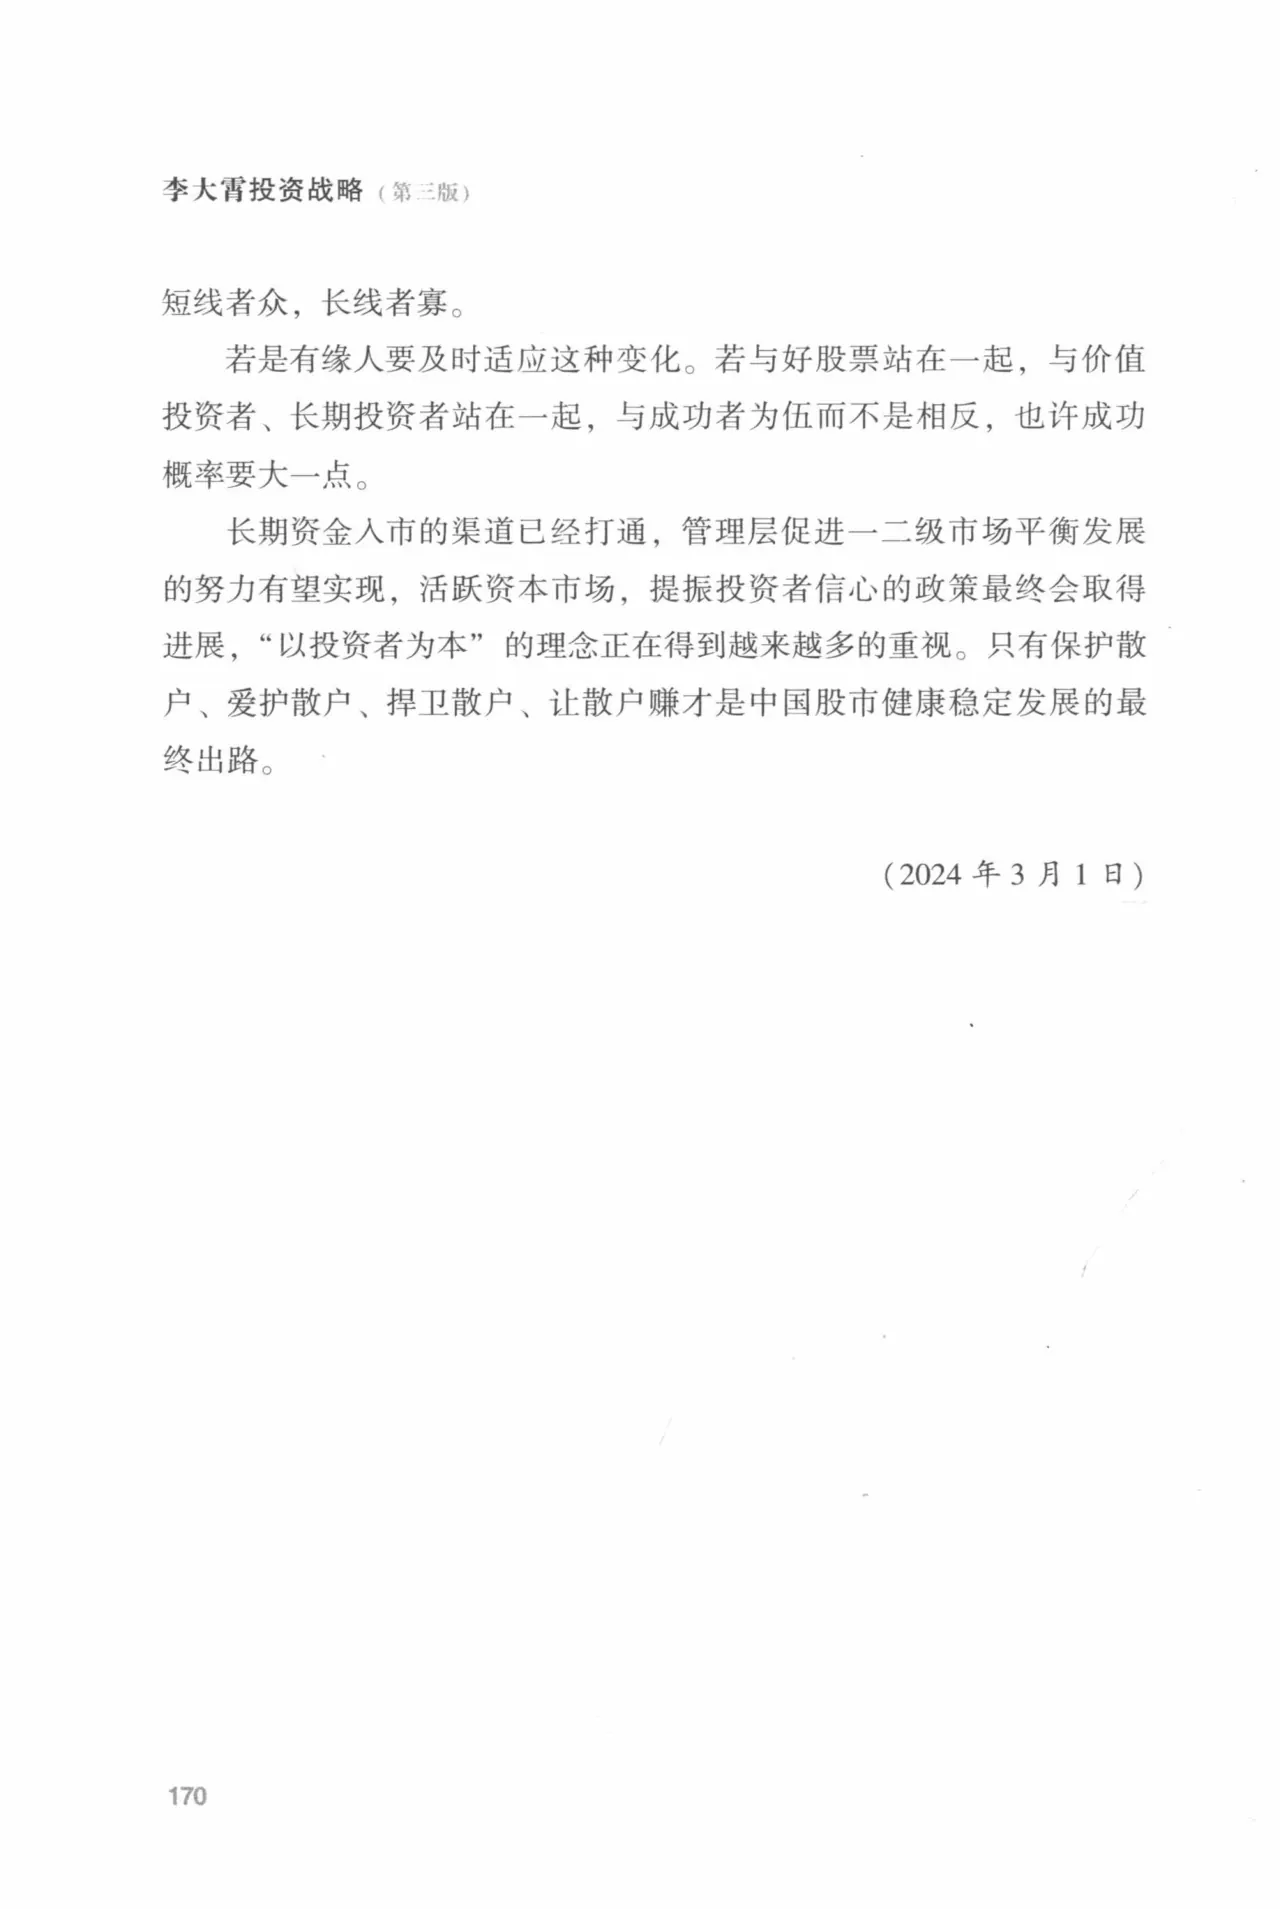 李大霄投资战略（第三版）
短线者众，长线者寡。
若是有缘人要及时适应这种变化。若与好股票站在一起，与价值
投资者、长期投资者站在一起，与成功者为伍而不是相反，也许成功
概率要大一点。
长期资金入市的渠道已经打通，管理层促进一二级市场平衡发展
的努力有望实现，活跃资本市场，提振投资者信心的政策最终会取得
进展，“以投资者为本”的理念正在得到越来越多的重视。只有保护散
户、爱护散户、捍卫散户、让散户赚才是中国股市健康稳定发展的最
终出路。
（2024 年 3 月 1 日）
170